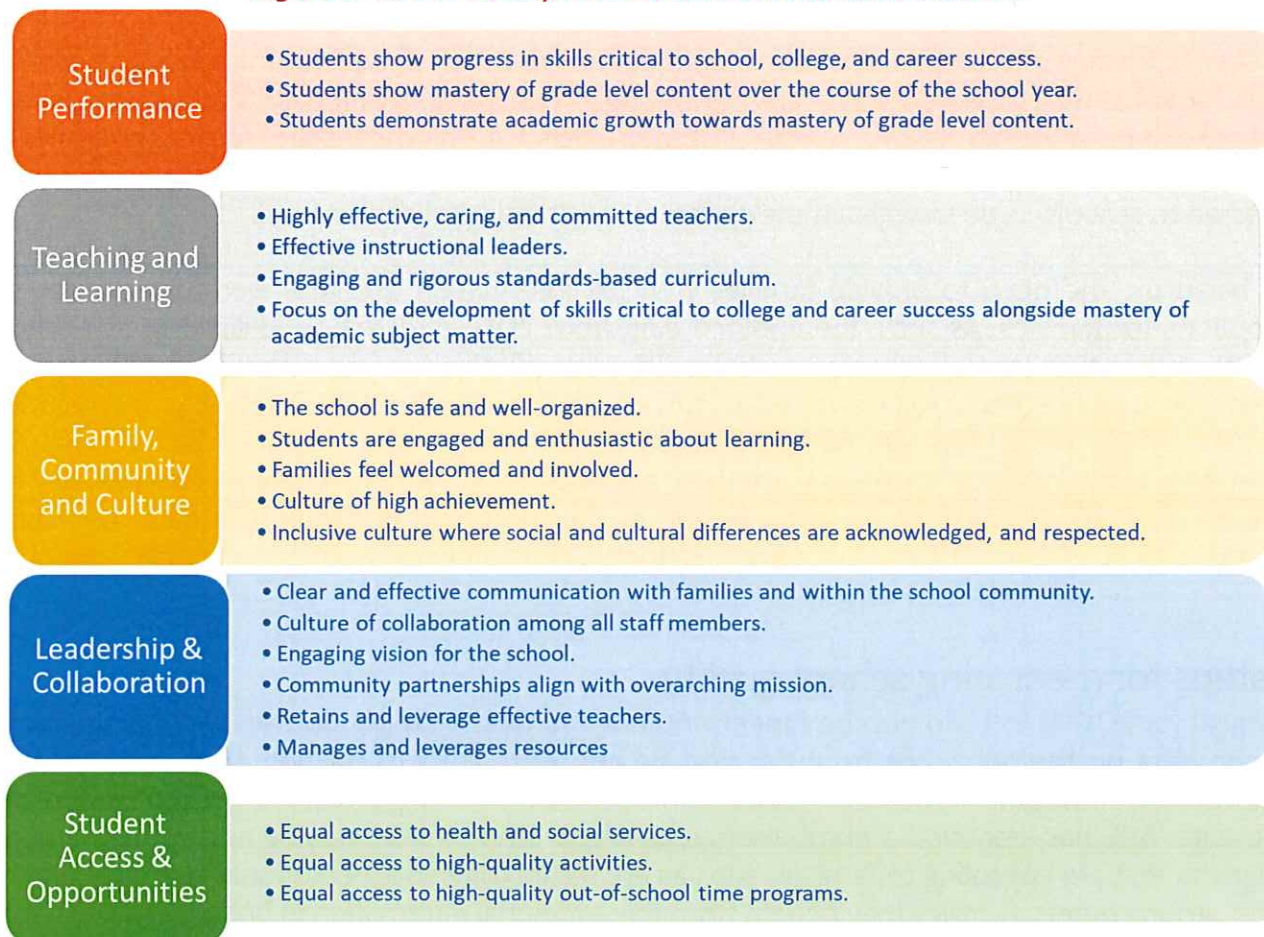 Student
Performance
• Students show progress in skills critical to school, college, and career success.
• Students show mastery of grade level content over the course of the school year.
• Students demonstrate academic growth towards mastery of grade level content.
Teaching and
Learning
• Highly effective, caring, and committed teachers.
• Effective instructional leaders.
• Engaging and rigorous standards-based curriculum.
• Focus on the development of skills critical to college and career success alongside mastery of
academic subject matter.
Family,
Community
and Culture
• The school is safe and well-organized.
• Students are engaged and enthusiastic about learning.
• Families feel welcomed and involved.
• Culture of high achievement.
• Inclusive culture where social and cultural differences are acknowledged, and respected.
Leadership &
Collaboration
• Clear and effective communication with families and within the school community.
• Culture of collaboration among all staff members.
• Engaging vision for the school.
• Community partnerships align with overarching mission.
• Retains and leverage effective teachers.
• Manages and leverages resources
Student
Access &
Opportunities
• Equal access to health and social services.
• Equal access to high-quality activities.
• Equal access to high-quality out-of-school time programs.